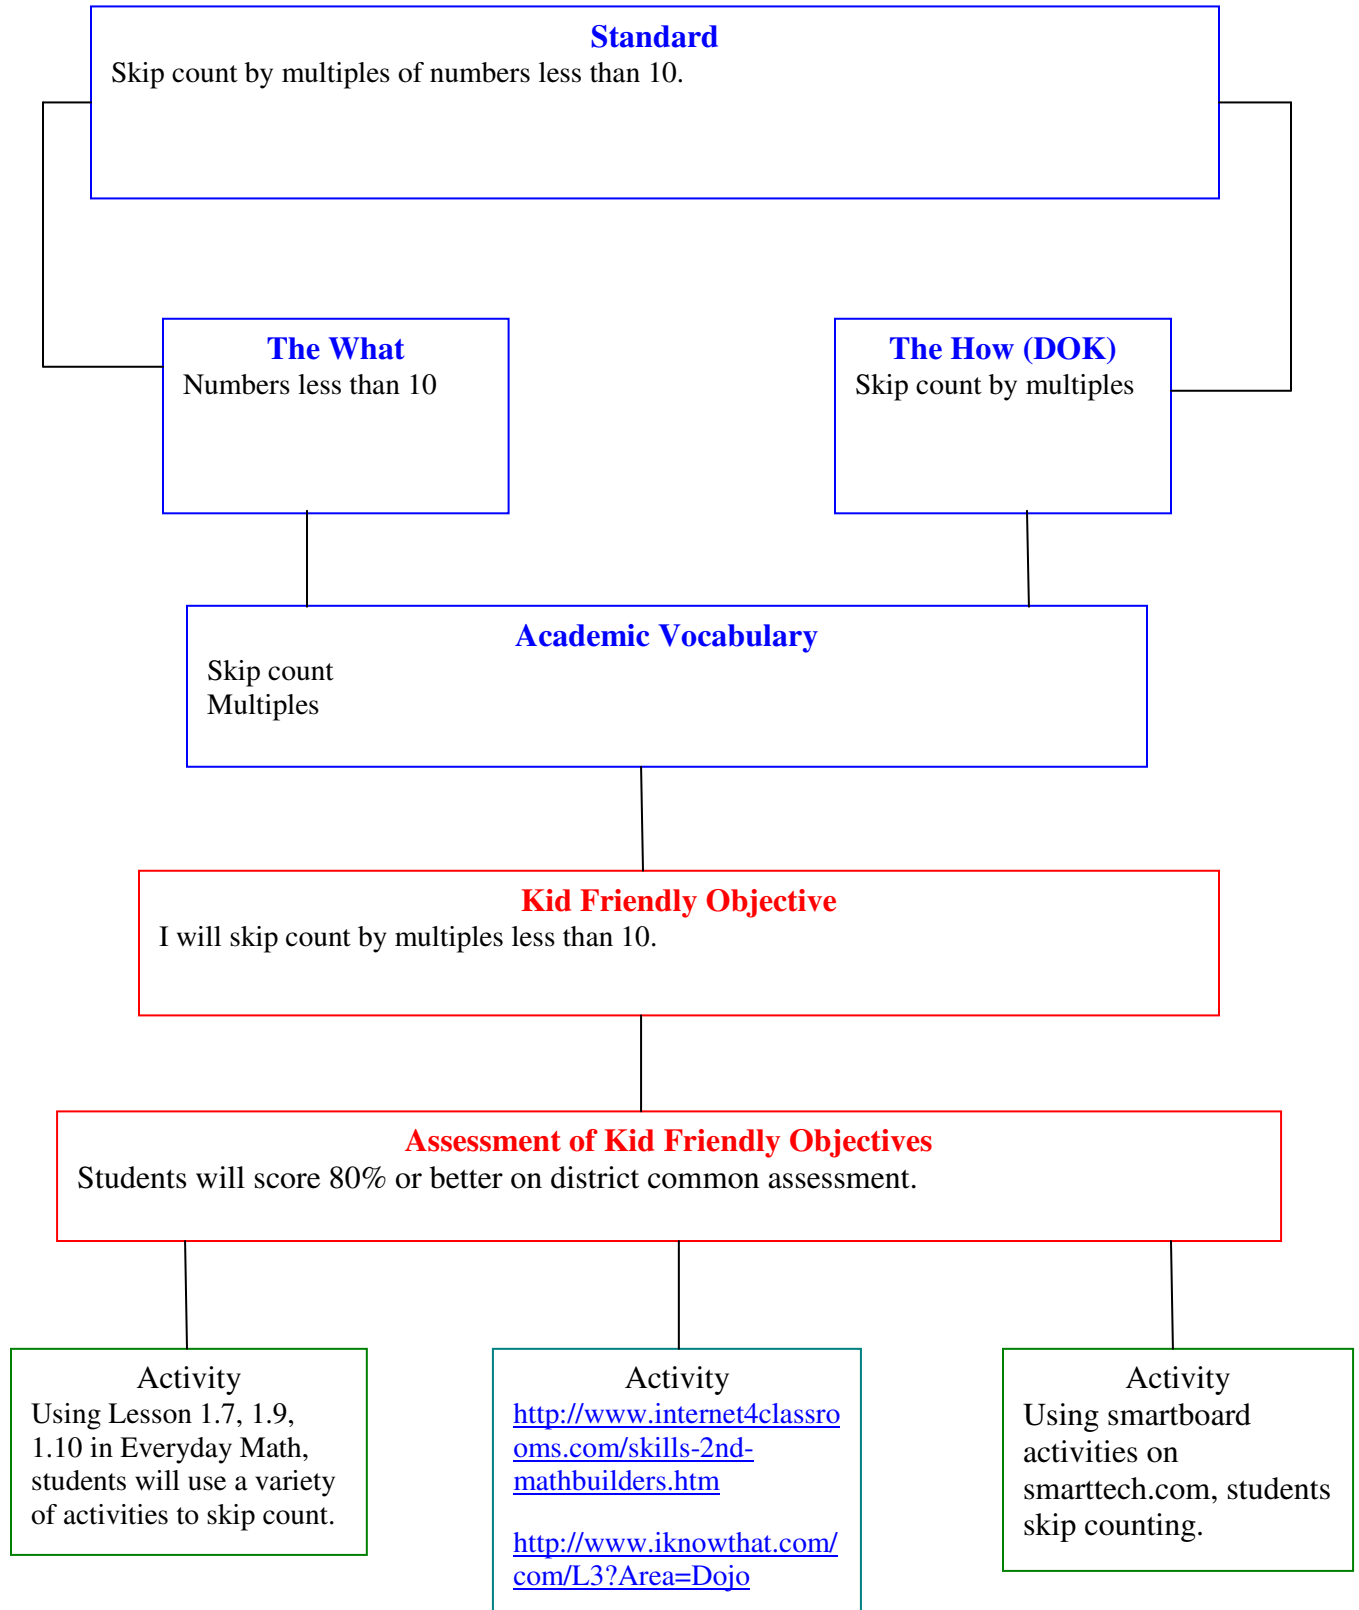 Standard
Skip count by multiples of numbers less than 10.
The What
Numbers less than 10
The How (DOK)
Skip count by multiples
Academic Vocabulary
Skip count
Multiples
Kid Friendly Objective
I will skip count by multiples less than 10.
Assessment of Kid Friendly Objectives
Students will score 80% or better on district common assessment.
Activity
Using Lesson 1.7, 1.9,
1.10 in Everyday Math,
students will use a variety
of activities to skip count.
Activity
http://www.internet4classro
oms.com/skills-2nd-
mathbuilders.htm
http://www.iknowthat.com/
com/L3?Area=Dojo
Activity
Using smartboard
activities on
smarttech.com, students
skip counting.